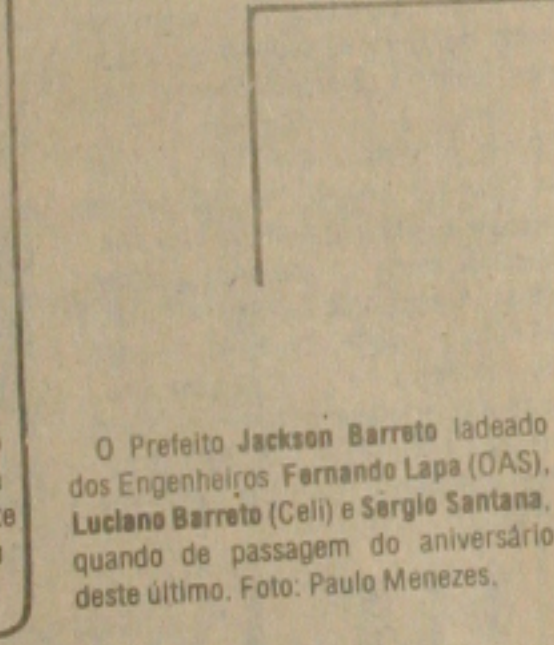 O Prefeito Jackson Barreto ladeado
dos Engenheiros Fernando Lapa (OAS),
Luciano Barreto (Celi) e Sergio Santana,
quando de passagem do aniversário
deste último. Foto: Paulo Menezes.